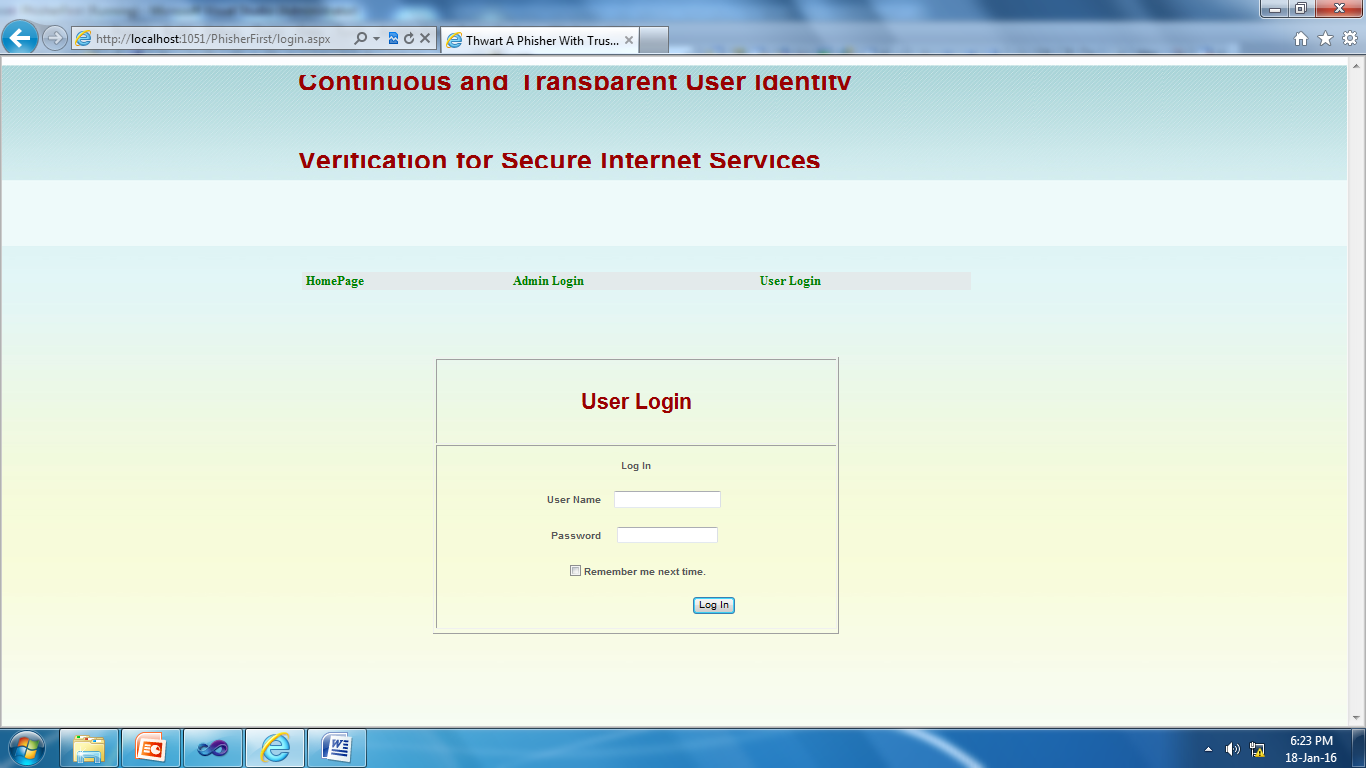 http://localhost:1051/PhisherFirst/login.aspx
Thwart A Phisher With Trus...
Continuous and Transparent User Identity
Verification for Secure Internet Services
HomePage Admin Login User Login
User Login
Log In
User Name
Password
Remember me next time.
Log In
6:23 PM
18-Jan-16